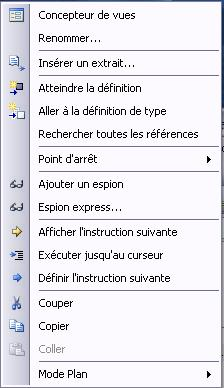 Concepteur de vues
Renommer...
Insérer un extrait...
Atteindre la définition
Aller à la définition de type
Rechercher toutes les références
Point d'arrêt
Ajouter un espion
Espion express...
Afficher l'instruction suivante
Exécuter jusqu'au curseur
Définir l'instruction suivante
Couper
Copier
Coller
Mode Plan